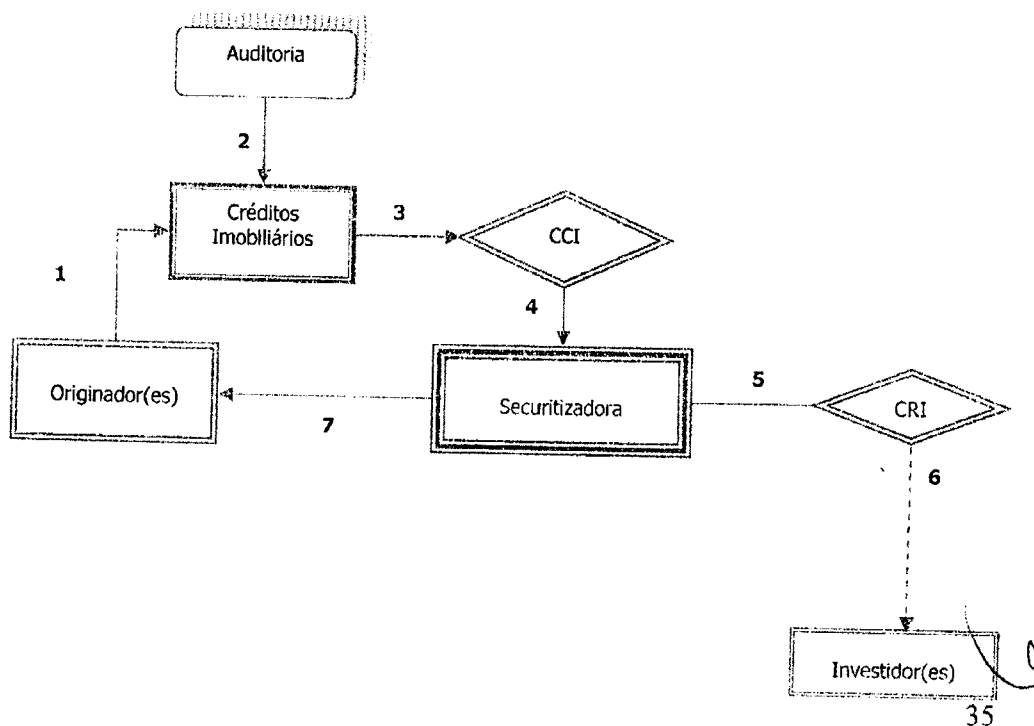 Auditoria
2
Créditos
Imobiliários
3
CCI
1
4
Originador(es)
7
Securitizadora
5
CRI
6
Investidor(es)
35